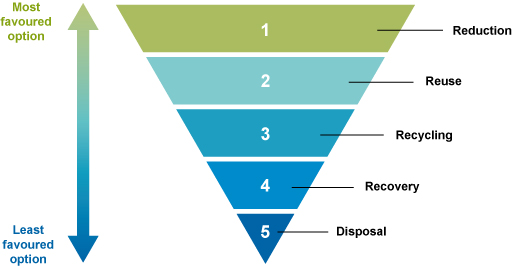 Most
favoured
option
1
Reduction
2
Reuse
3
Recycling
4
Recovery
5
Disposal
Least
favoured
option